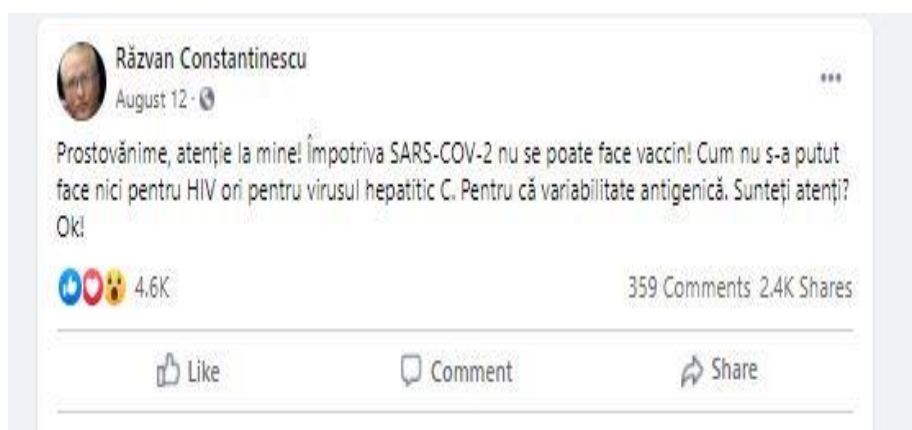 Răzvan Constantinescu
August 12
Prostovănime, atenție la mine! Împotriva SARS-COV-2 nu se poate face vaccin! Cum nu s-a putut
face nici pentru HIV ori pentru virusul hepatitic C. Pentru că variabilitate antigenică. Sunteți atenți?
Ok!
4.6K 359 Comments 2.4K Shares
Like Comment Share